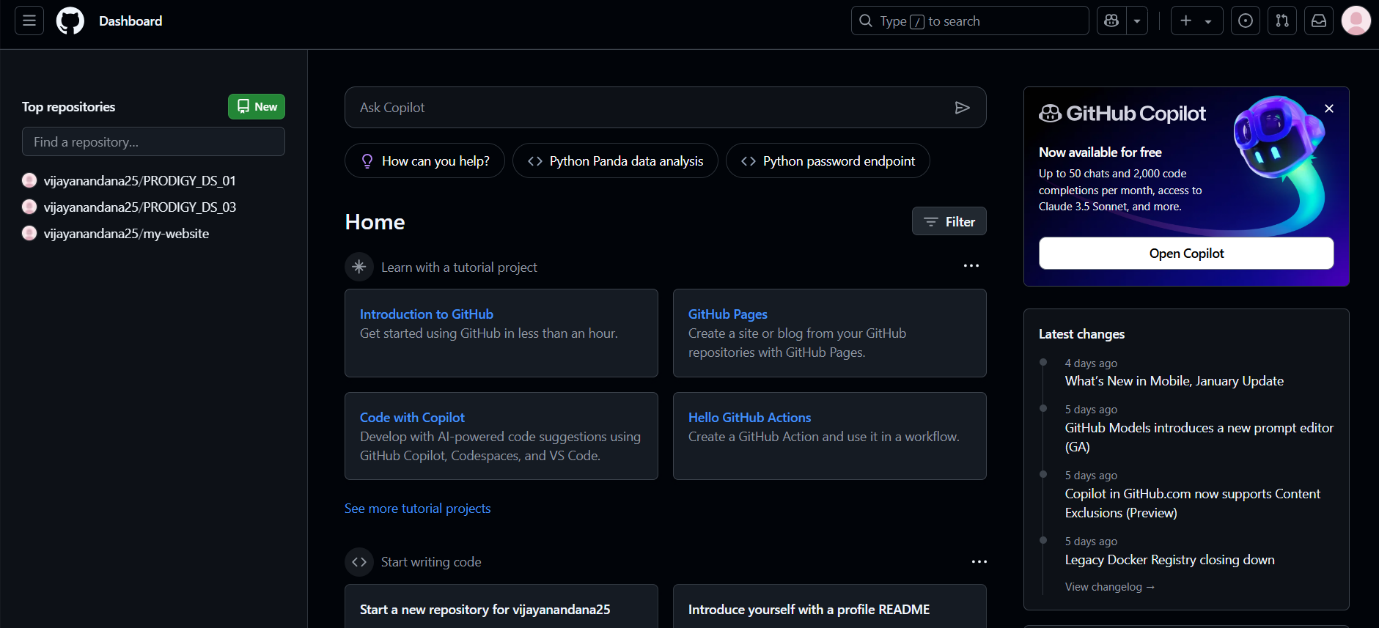 Dashboard
Type / to search
Top repositories
New
Find a repository...
vijayanandana25/PRODIGY_DS_01
vijayanandana25/PRODIGY_DS_03
vijayanandana25/my-website
Ask Copilot
How can you help?
Python Panda data analysis
Python password endpoint
Home
Filter
Learn with a tutorial project
Introduction to GitHub
Get started using GitHub in less than an hour.
GitHub Pages
Create a site or blog from your GitHub
repositories with GitHub Pages.
Code with Copilot
Develop with AI-powered code suggestions using
GitHub Copilot, Codespaces, and VS Code.
Hello GitHub Actions
Create a GitHub Action and use it in a workflow.
See more tutorial projects
Start writing code
Start a new repository for vijayanandana25
Introduce yourself with a profile README
GitHub Copilot
Now available for free
Up to 50 chats and 2,000 code
completions per month, access to
Claude 3.5 Sonnet, and more.
Open Copilot
Latest changes
4 days ago
What's New in Mobile, January Update
5 days ago
GitHub Models introduces a new prompt editor
(GA)
5 days ago
Copilot in GitHub.com now supports Content
Exclusions (Preview)
5 days ago
Legacy Docker Registry closing down
View changelog →